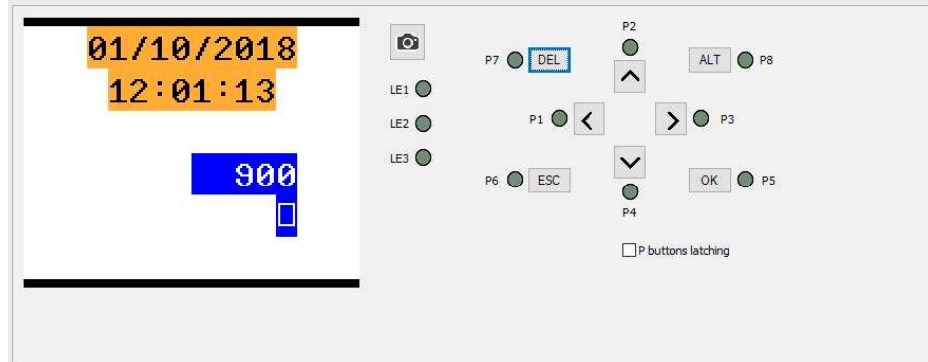 01/10/2018
12:01:13
900
P2
P7 DEL
ALT P8
LE1
P1
P3
LE2
LE3
P6 ESC
OK P5
P4
P buttons latching